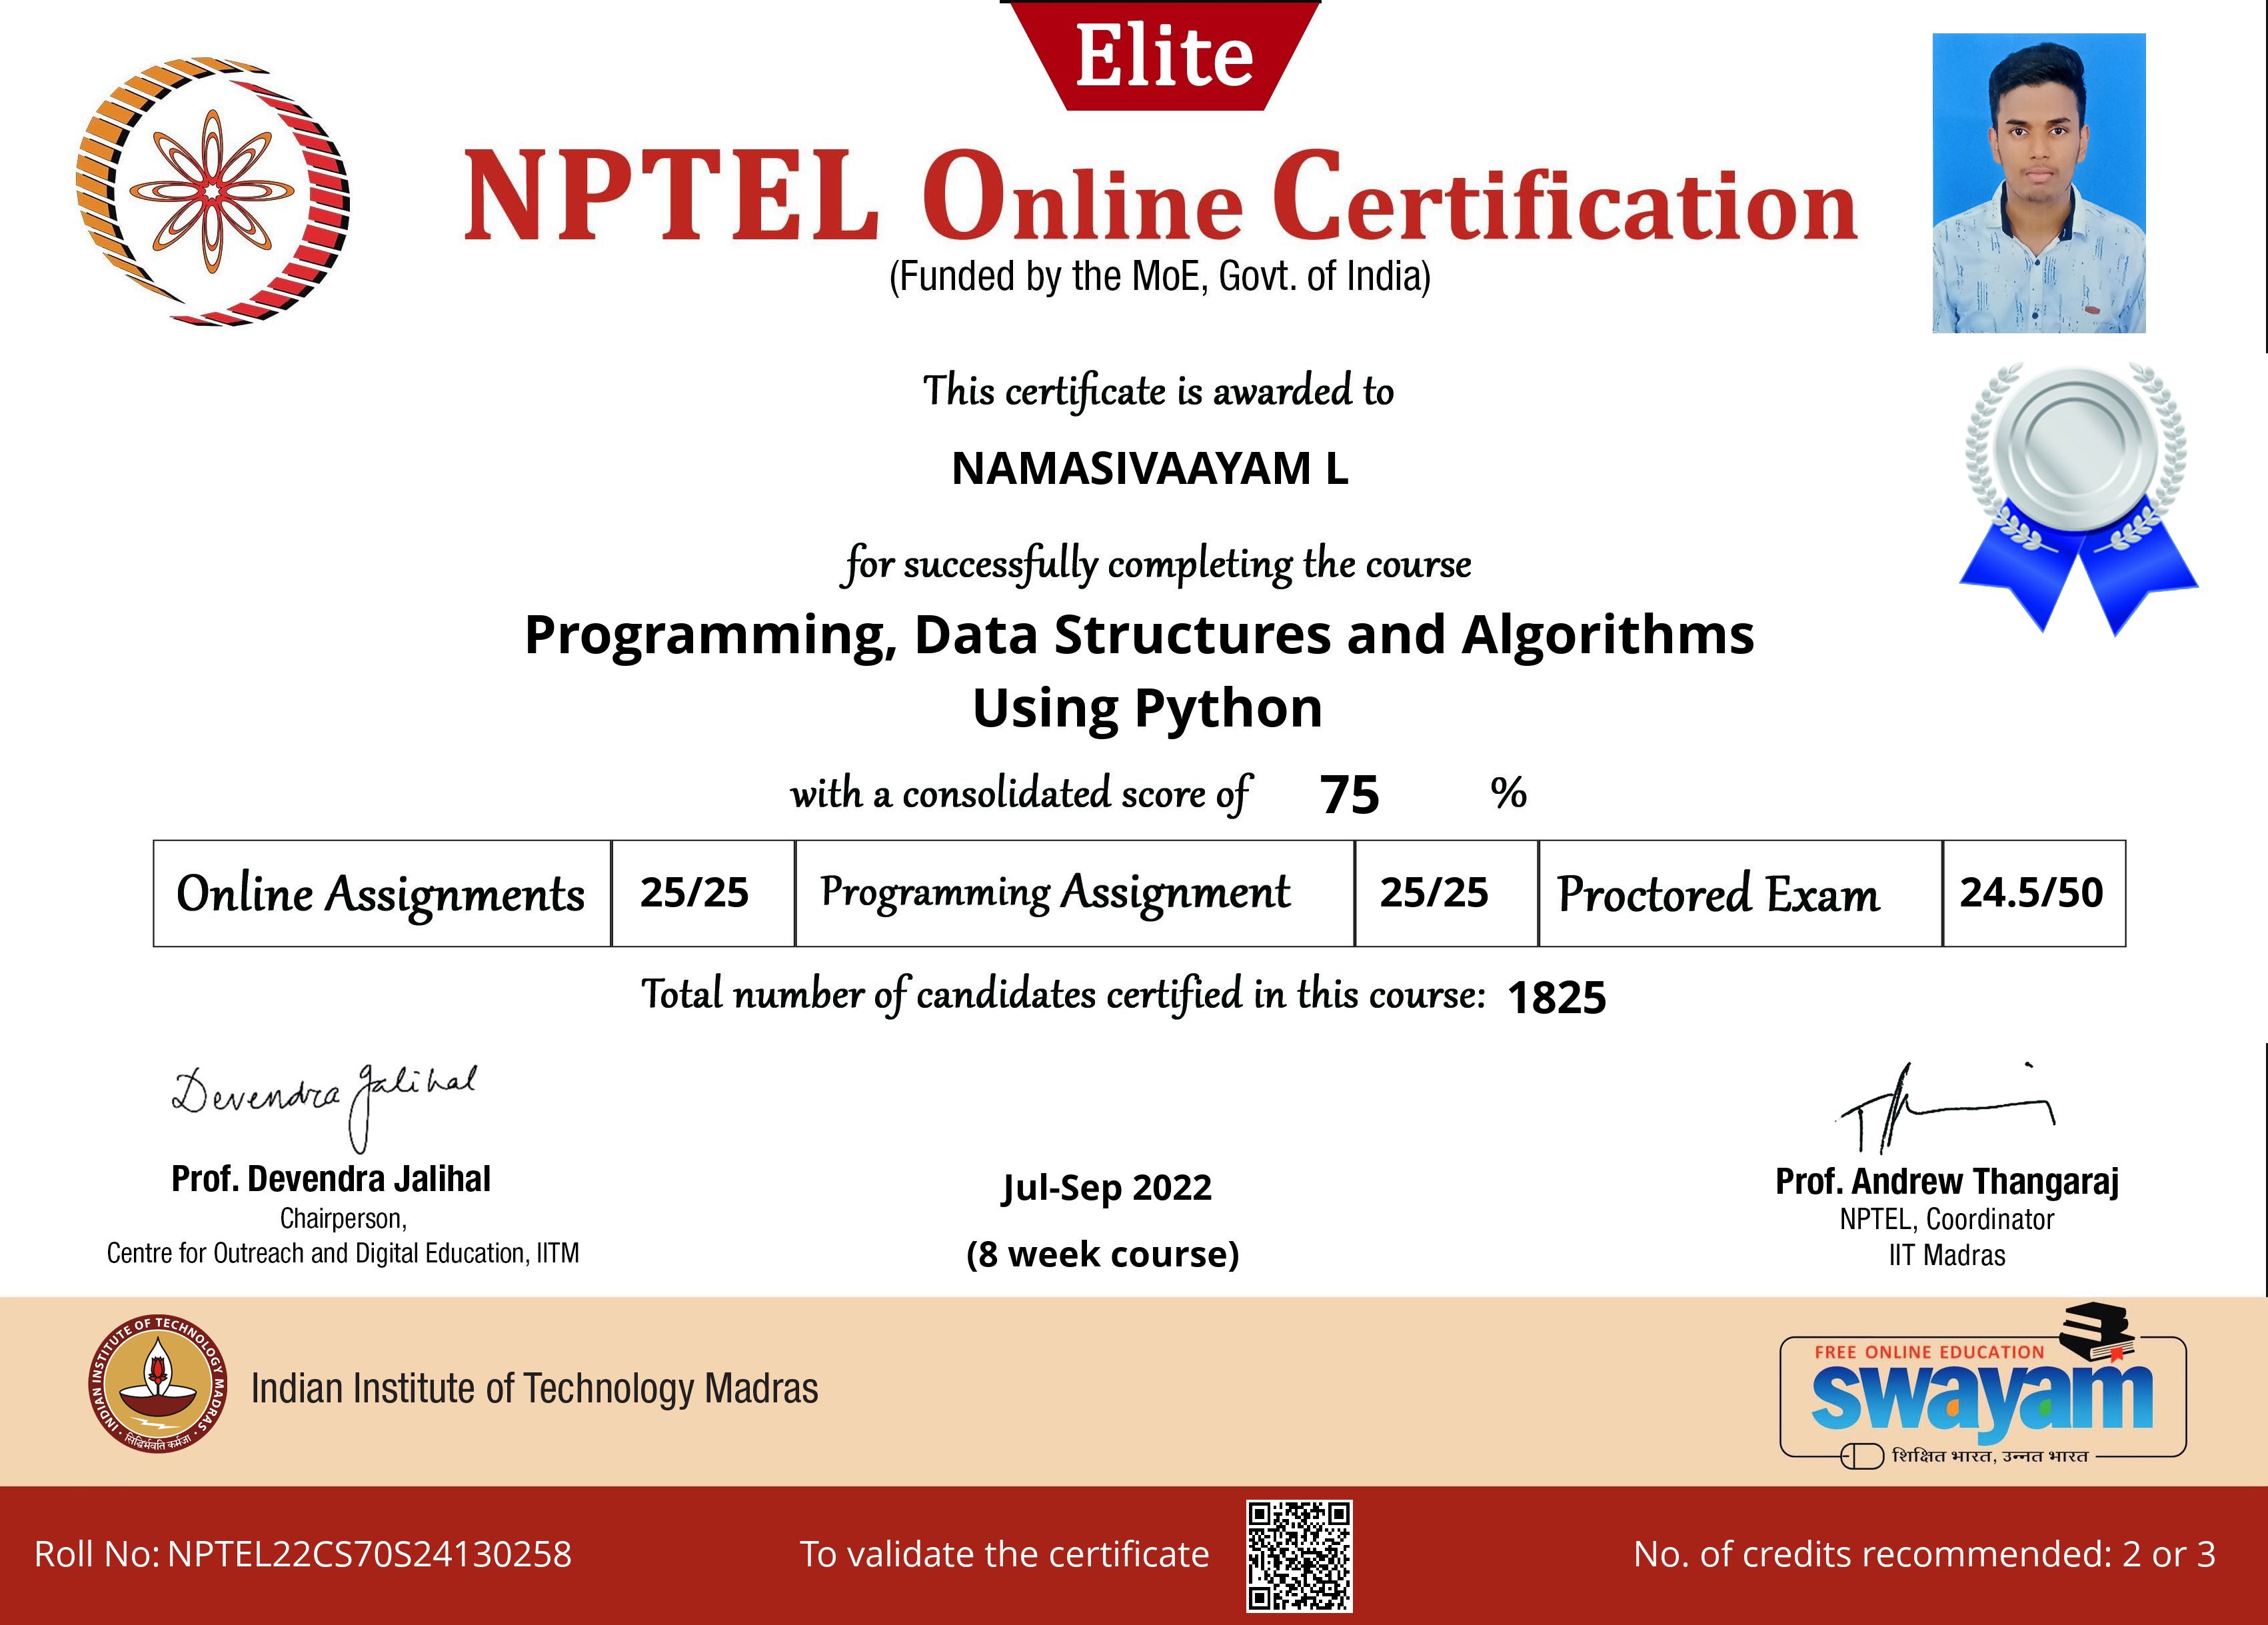 Elite
NPTEL Online Certification
(Funded by the MoE, Govt. of India)
This certificate is awarded to
NAMASIVAAYAM L
for successfully completing the course
Programming, Data Structures and Algorithms
Using Python
with a consolidated score of 75 %
Online Assignments 25/25 Programming Assignment 25/25 Proctored Exam 24.5/50
Total number of candidates certified in this course: 1825
Devendra Jalihal
Prof. Devendra Jalihal
Chairperson,
Centre for Outreach and Digital Education, IITM
Jul-Sep 2022
(8 week course)
Prof. Andrew Thangaraj
NPTEL, Coordinator
IIT Madras
INDIAN INSTITUTE OF TECHNOLOGY MADRAS
सिद्धिर्भवति कर्मजा
Indian Institute of Technology Madras
FREE ONLINE EDUCATION
swayam
शिक्षित भारत, उन्नत भारत
Roll No: NPTEL22CS70S24130258
To validate the certificate
No. of credits recommended: 2 or 3